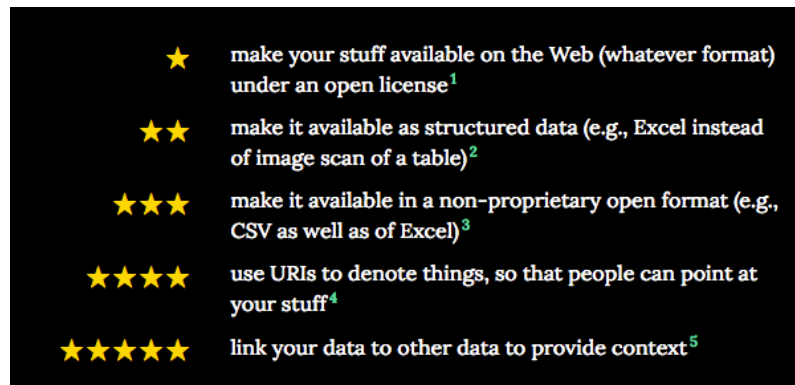 ★ make your stuff available on the Web (whatever format)
under an open license1
★★ make it available as structured data (e.g., Excel instead
of image scan of a table)2
★★★ make it available in a non-proprietary open format (e.g.,
CSV as well as of Excel)3
★★★★ use URIs to denote things, so that people can point at
your stuff4
★★★★★ link your data to other data to provide context5